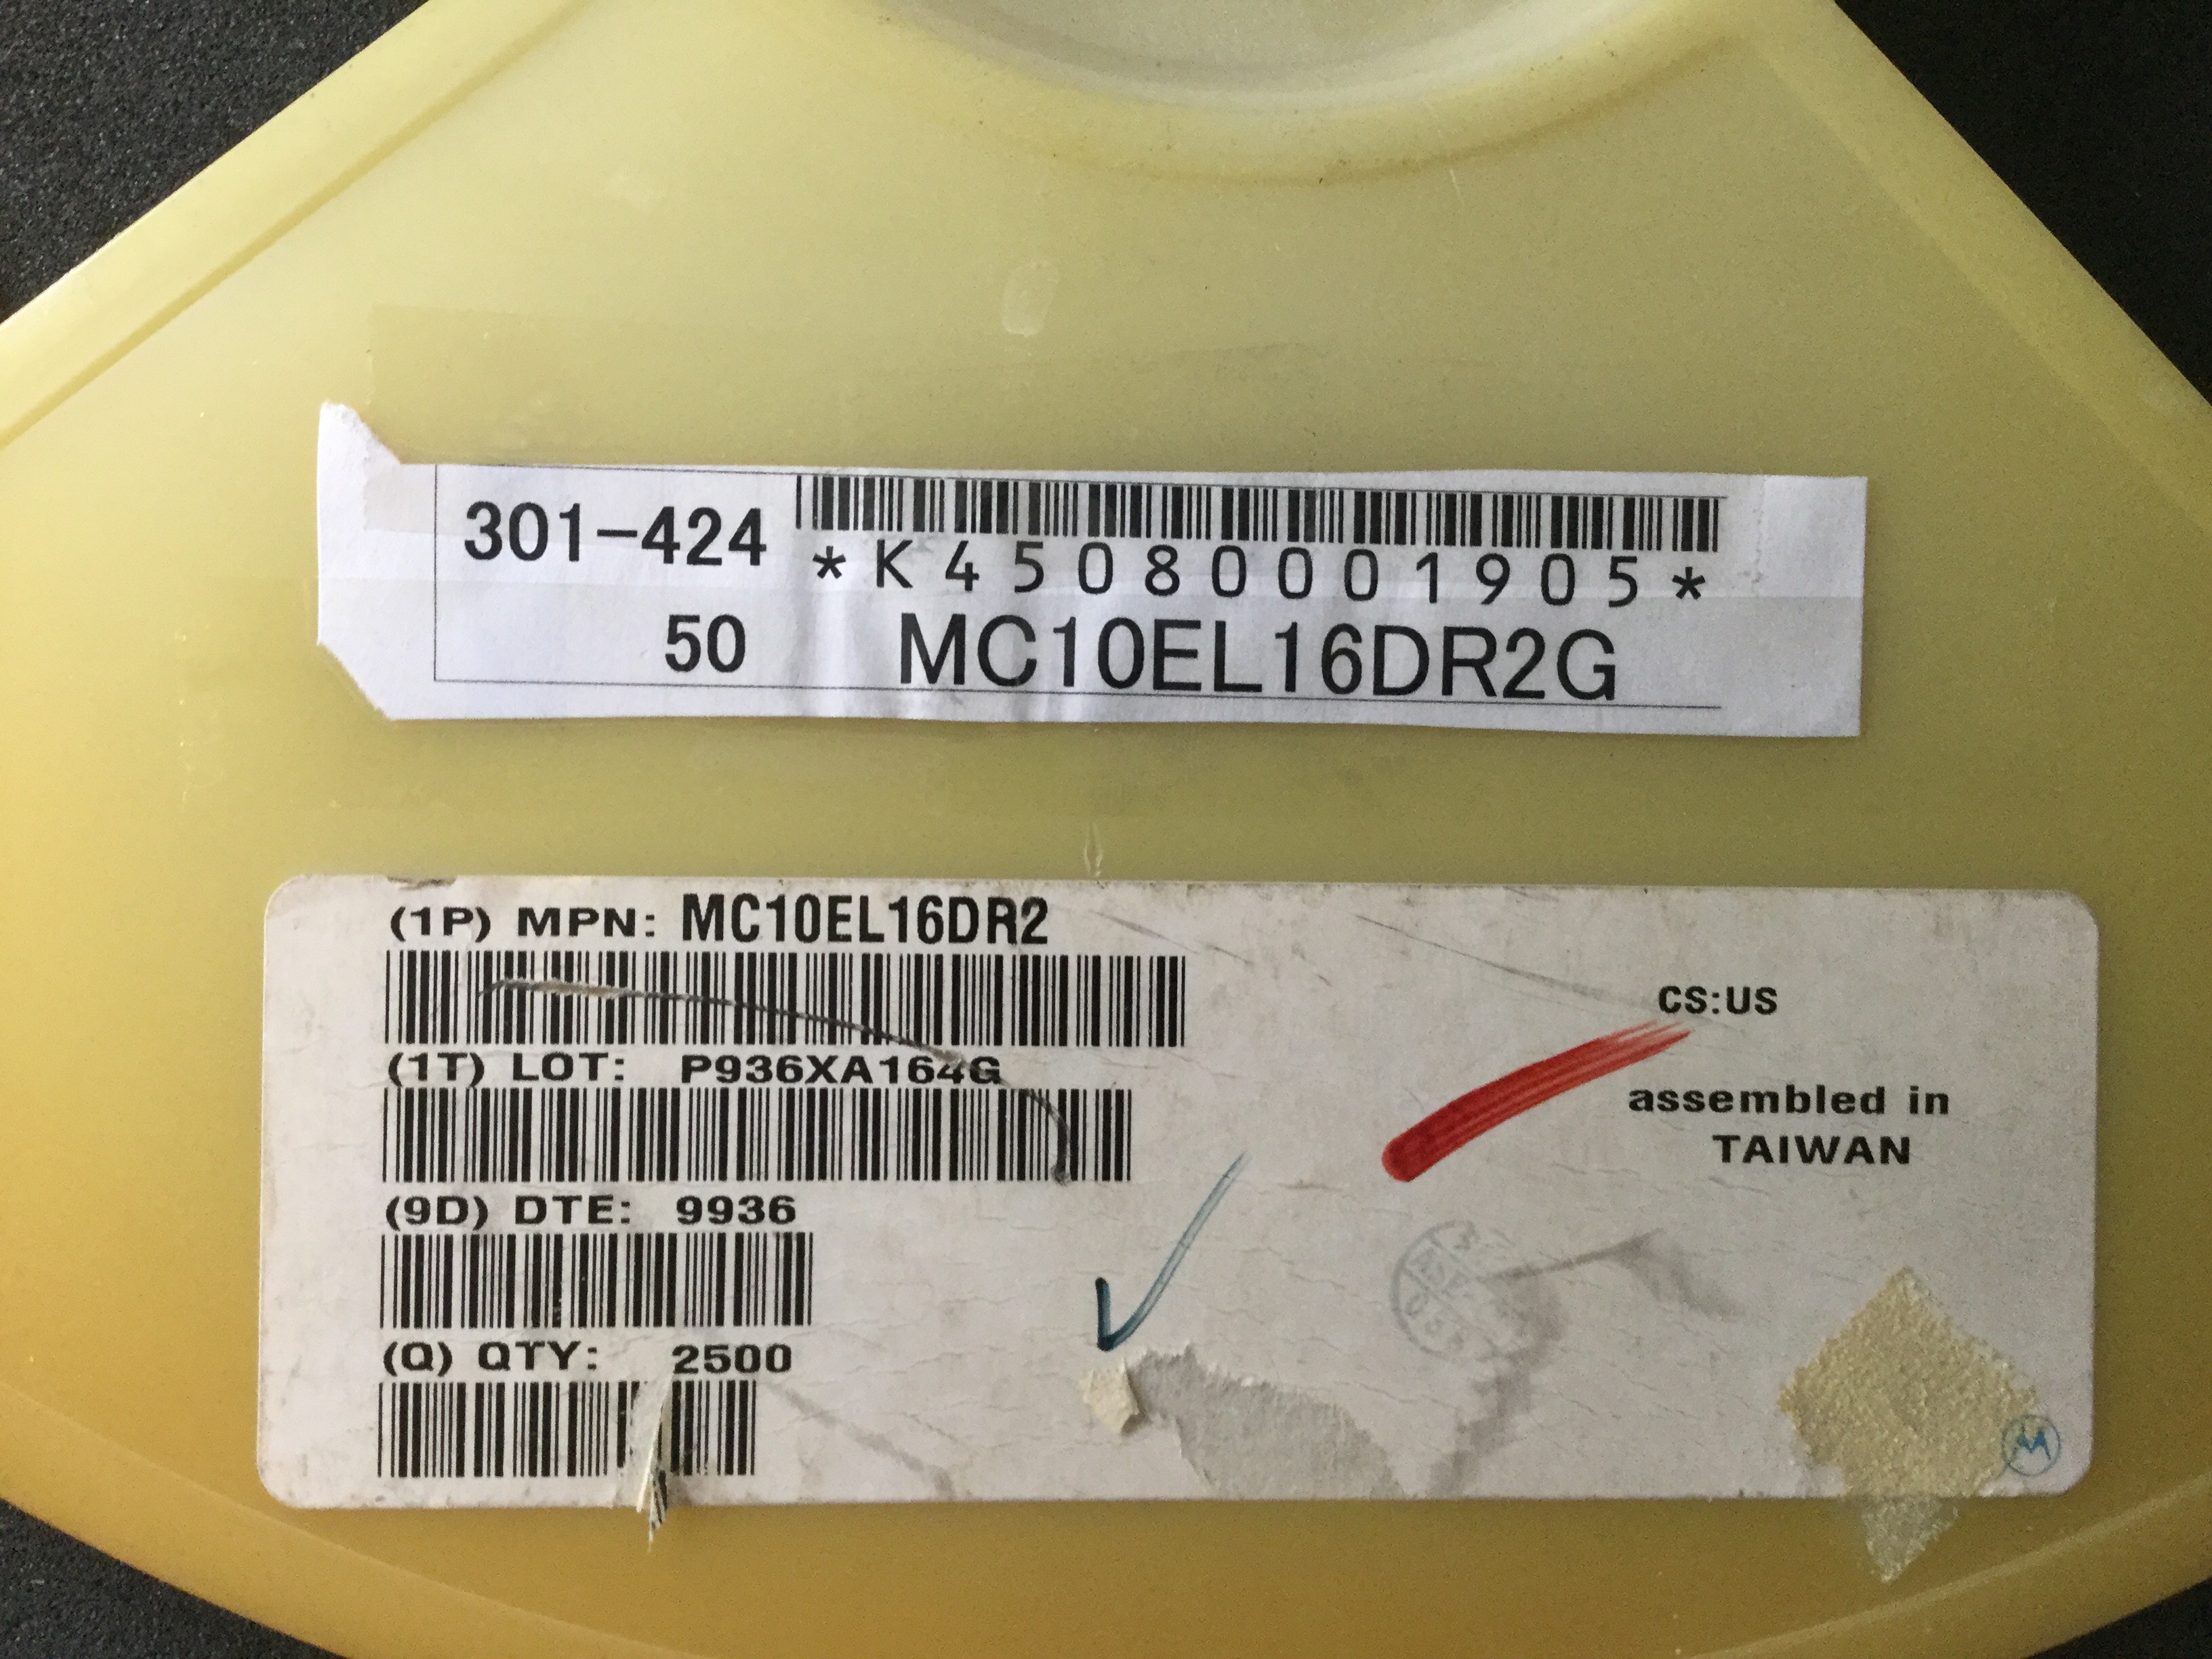 301-424
*K45080001905*
50 MC10EL16DR2G
(1P) MPN: MC10EL16DR2
CS:US
(1T) LOT: P936XA164G
assembled in
TAIWAN
(9D) DTE: 9936
(Q) QTY: 2500